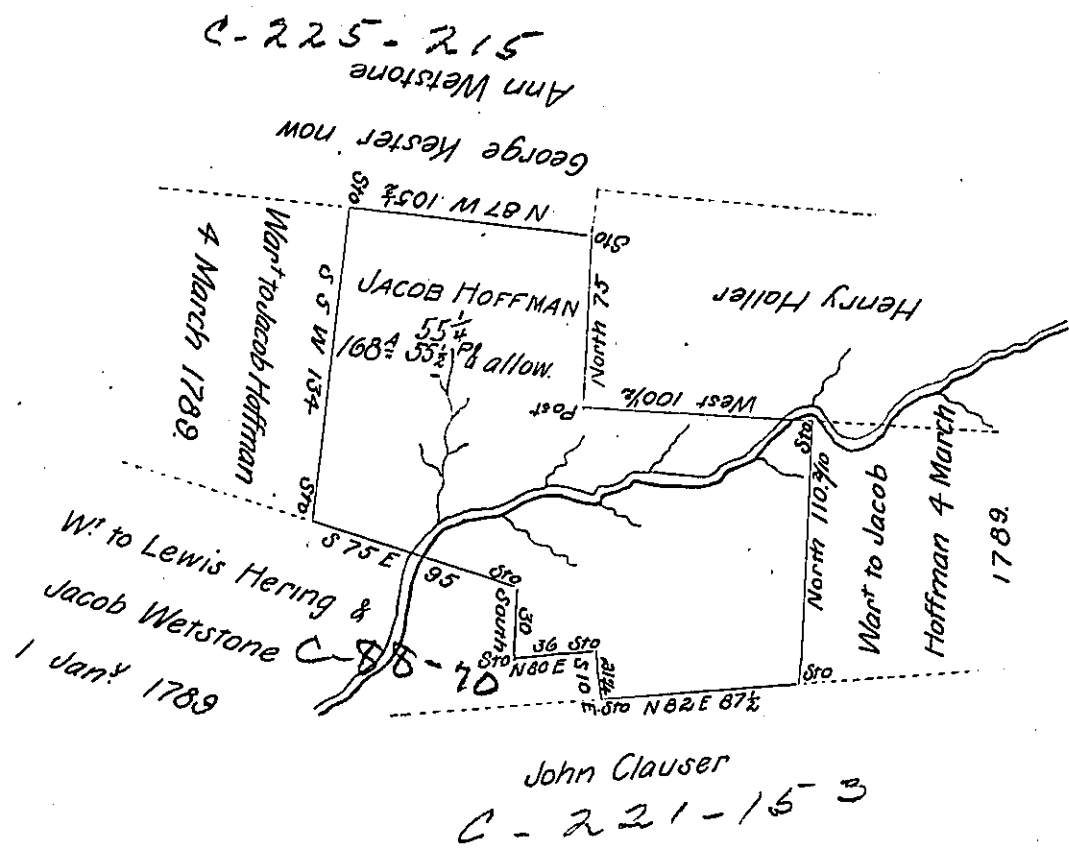 C-225-215
Ann Wetstone
George Kester now
Sto
N 87 W 105½
Sto
Henry Haller
North 75
JACOB HOFFMAN
55¼
168A 55½ Ps & allow.
S 5 W 134
Wart to Jacob Hoffman
4 March 1789.
Post
West 100½
Sto
North 110.2/10
Wart to Jacob
Hoffman 4 March
1789.
Sto
S 75 E 95
Sto
South 30
Sto
N 80 E 36
Sto
S 10 E 21¼
Sto
N 82 E 87½
Sto
Wt to Lewis Hering &
Jacob Wetstone C-88-70
1 Jany 1789
John Clauser
C-221-153